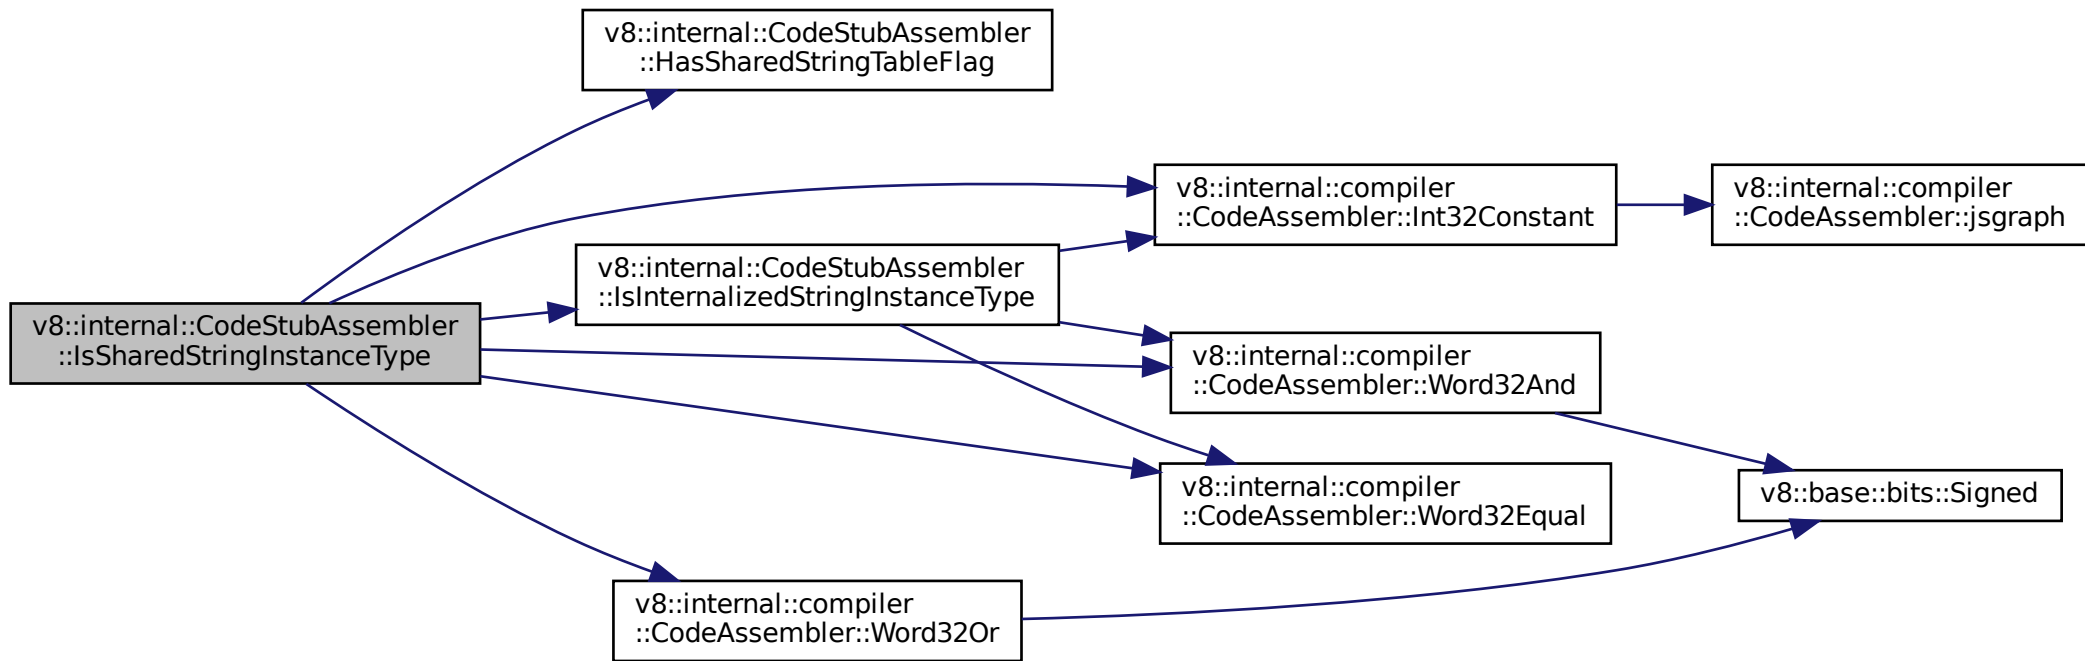 v8::internal::CodeStubAssembler
::HasSharedStringTableFlag
v8::internal::compiler
::CodeAssembler::Int32Constant
v8::internal::compiler
::CodeAssembler::jsgraph
v8::internal::CodeStubAssembler
::IsInternalizedStringInstanceType
v8::internal::CodeStubAssembler
::IsSharedStringInstanceType
v8::internal::compiler
::CodeAssembler::Word32And
v8::internal::compiler
::CodeAssembler::Word32Equal
v8::base::bits::Signed
v8::internal::compiler
::CodeAssembler::Word32Or